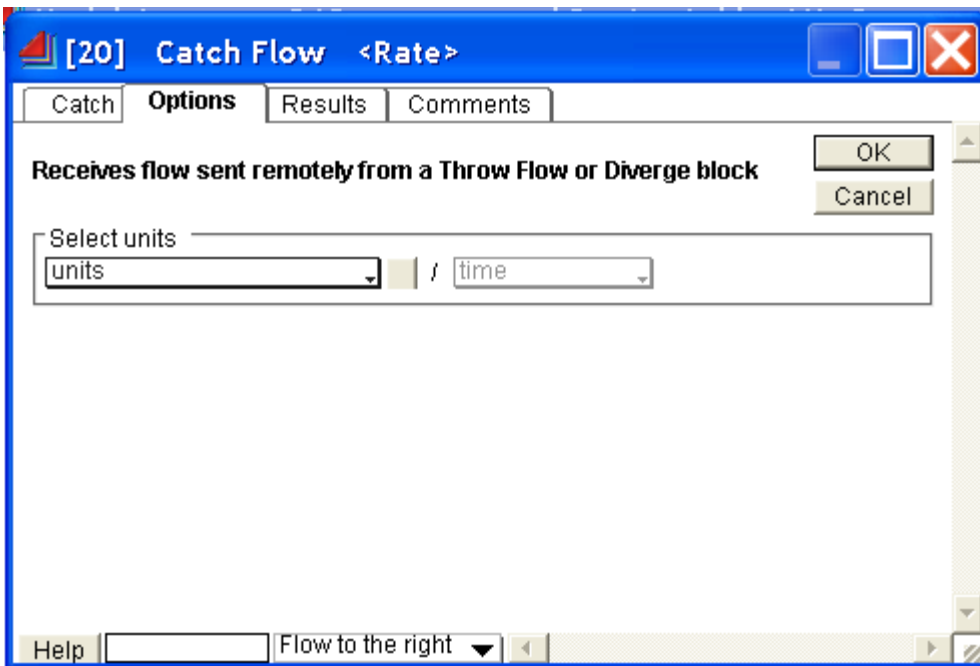 [20] Catch Flow <Rate>
Catch Options Results Comments
Receives flow sent remotely from a Throw Flow or Diverge block
OK
Cancel
Select units
units / time
Help Flow to the right